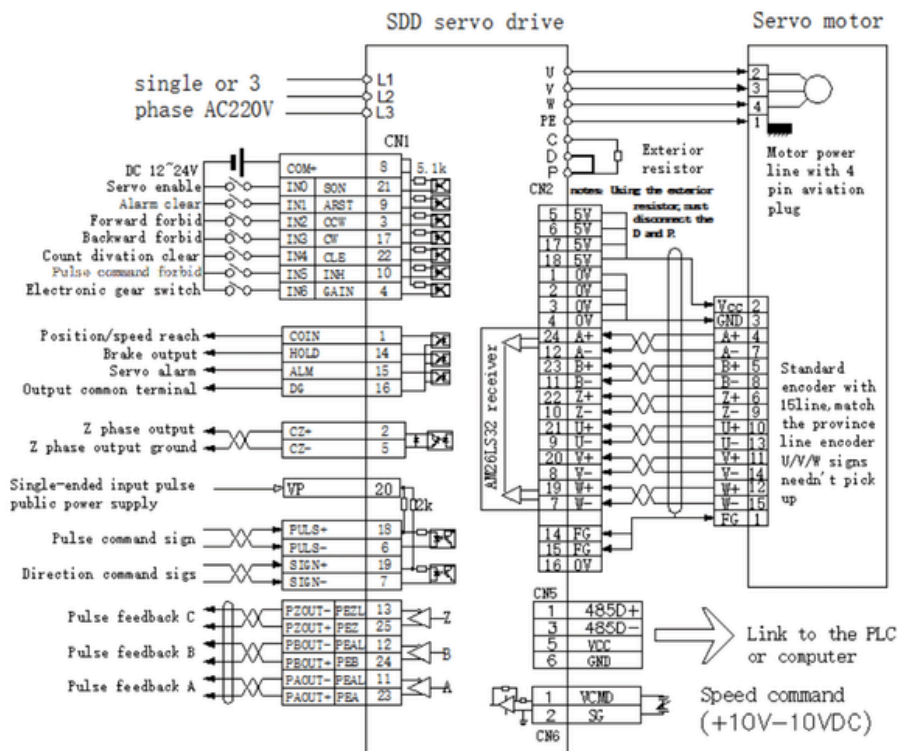 SDD servo drive
Servo motor
single or 3
phase AC220V
L1
L2
L3
U
V
W
PE
2
3
4
1
C
D
P
Exterior
resistor
Motor power
line with 4
pin aviation
plug
CN1
CN2
notes: Using the exterior
resistor, must
disconnect the
D and P.
DC 12~24V COM+ 8 5.1k
Servo enable IN0 SON 21
Alarm clear IN1 ARST 9
Forward forbid IN2 CCW 3
Backward forbid IN3 CW 17
Count divation clear IN4 CLE 22
Pulse command forbid IN5 INH 10
Electronic gear switch IN6 GAIN 4
Position/speed reach COIN 1
Brake output HOLD 14
Servo alarm ALM 15
Output common terminal DG 16
Z phase output CZ+ 2
Z phase output ground CZ- 5
Single-ended input pulse
public power supply
VP 20
2k
Pulse command sign
PULS+ 18
PULS- 6
Direction command sigs
SIGN+ 19
SIGN- 7
Pulse feedback C
PZOUT- PEZL 13
PZOUT+ PEZ 25
Z
Pulse feedback B
PBOUT- PEAL 12
PBOUT+ PEB 24
B
Pulse feedback A
PAOUT- PEAL 11
PAOUT+ PEA 23
A
5 5V
6 5V
17 5V
18 5V
1 0V
2 0V
3 0V
4 0V
24 A+
12 A-
23 B+
11 B-
22 Z+
10 Z-
21 U+
9 U-
20 V+
8 V-
19 W+
7 W-
14 FG
15 FG
16 0V
AM26LS32 receiver
Vcc 2
GND 3
A+ 4
A- 7
B+ 5
B- 8
Z+ 6
Z- 9
U+ 10
U- 13
V+ 11
V- 14
W+ 12
W- 15
FG 1
Standard
encoder with
15line, match
the province
line encoder
U/V/W signs
needn't pick
up
CN5
1 485D+
3 485D-
5 VCC
6 GND
Link to the PLC
or computer
1 VCMD
2 SG
CN6
Speed command
(+10V-10VDC)